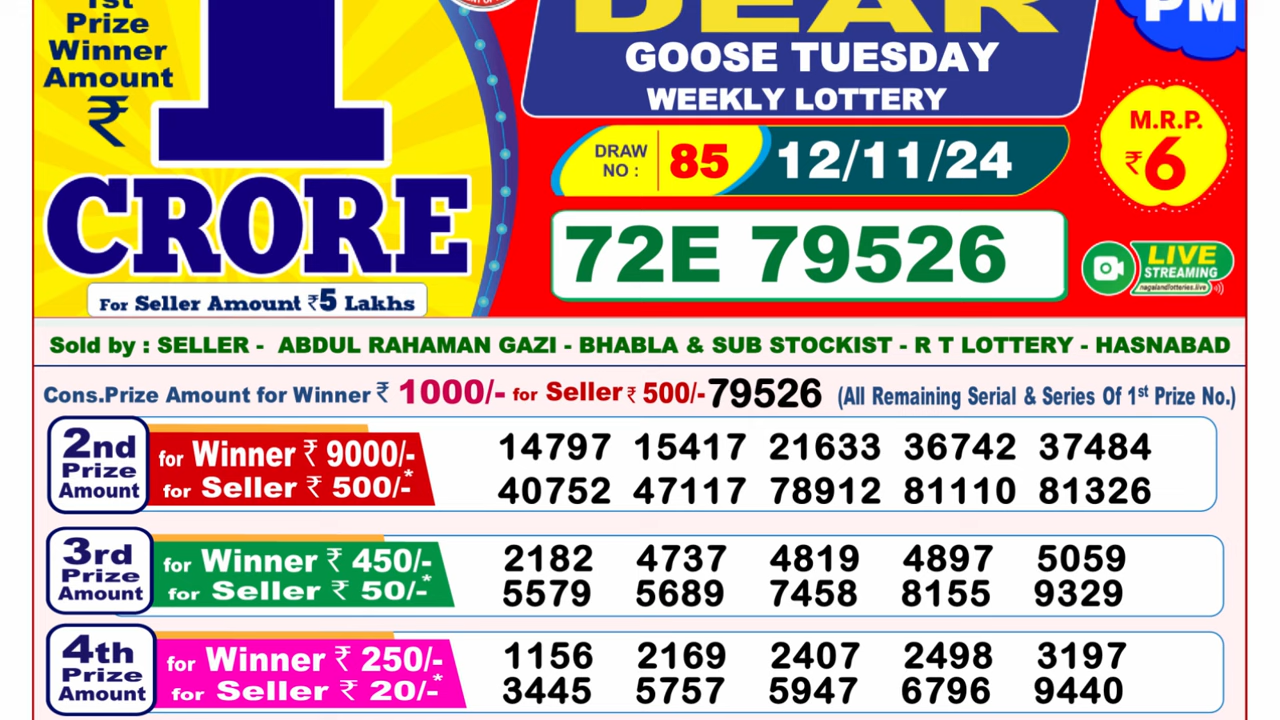 1st
Prize
Winner
Amount
₹
1
CRORE
For Seller Amount ₹5 Lakhs
DEAR
GOOSE TUESDAY
WEEKLY LOTTERY
PM
DRAW NO : 85 12/11/24
M.R.P.
₹6
72E 79526
LIVE
STREAMING
nagalandlotteries.live
Sold by : SELLER - ABDUL RAHAMAN GAZI - BHABLA & SUB STOCKIST - R T LOTTERY - HASNABAD
Cons.Prize Amount for Winner ₹ 1000/- for Seller ₹ 500/- 79526 (All Remaining Serial & Series Of 1st Prize No.)
2nd
Prize
Amount
for Winner ₹ 9000/-
for Seller ₹ 500/-*
14797 15417 21633 36742 37484
40752 47117 78912 81110 81326
3rd
Prize
Amount
for Winner ₹ 450/-
for Seller ₹ 50/-*
2182 4737 4819 4897 5059
5579 5689 7458 8155 9329
4th
Prize
Amount
for Winner ₹ 250/-
for Seller ₹ 20/-*
1156 2169 2407 2498 3197
3445 5757 5947 6796 9440